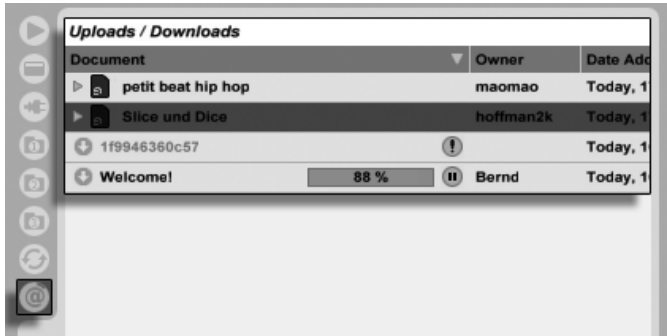 Uploads / Downloads
Document Owner Date Add
petit beat hip hop maomao Today, 1
Slice und Dice hoffman2k Today, 1
1f9946360c57 Today, 1
Welcome! 88 % Bernd Today, 1
@